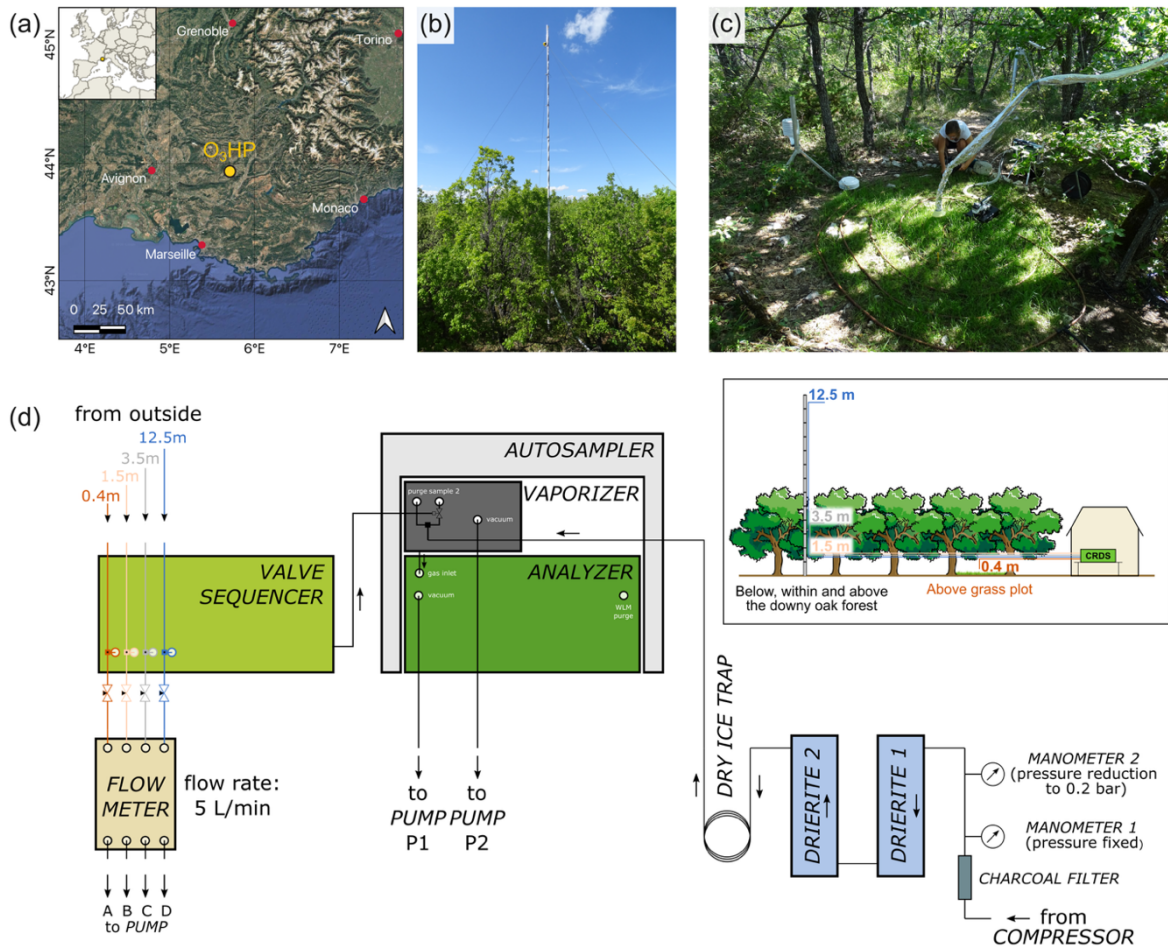 (a)
45°N
44°N
43°N
Grenoble
Torino
O₃HP
Avignon
Monaco
Marseille
0 25 50 km
4°E 5°E 6°E 7°E
(b)
(c)
(d)
from outside
12.5m
3.5m
1.5m
0.4m
VALVE
SEQUENCER
FLOW
METER
flow rate:
5 L/min
A B C D
to PUMP
AUTOSAMPLER
VAPORIZER
purge sample 2
vacuum
ANALYZER
gas inlet
vacuum
WLM
purge
to
PUMP
P1
to
PUMP
P2
12.5 m
3.5 m
1.5 m
0.4 m
CRDS
Below, within and above
the downy oak forest
Above grass plot
DRY ICE TRAP
DRIERITE 2
DRIERITE 1
MANOMETER 2
(pressure reduction
to 0.2 bar)
MANOMETER 1
(pressure fixed)
CHARCOAL FILTER
from
COMPRESSOR